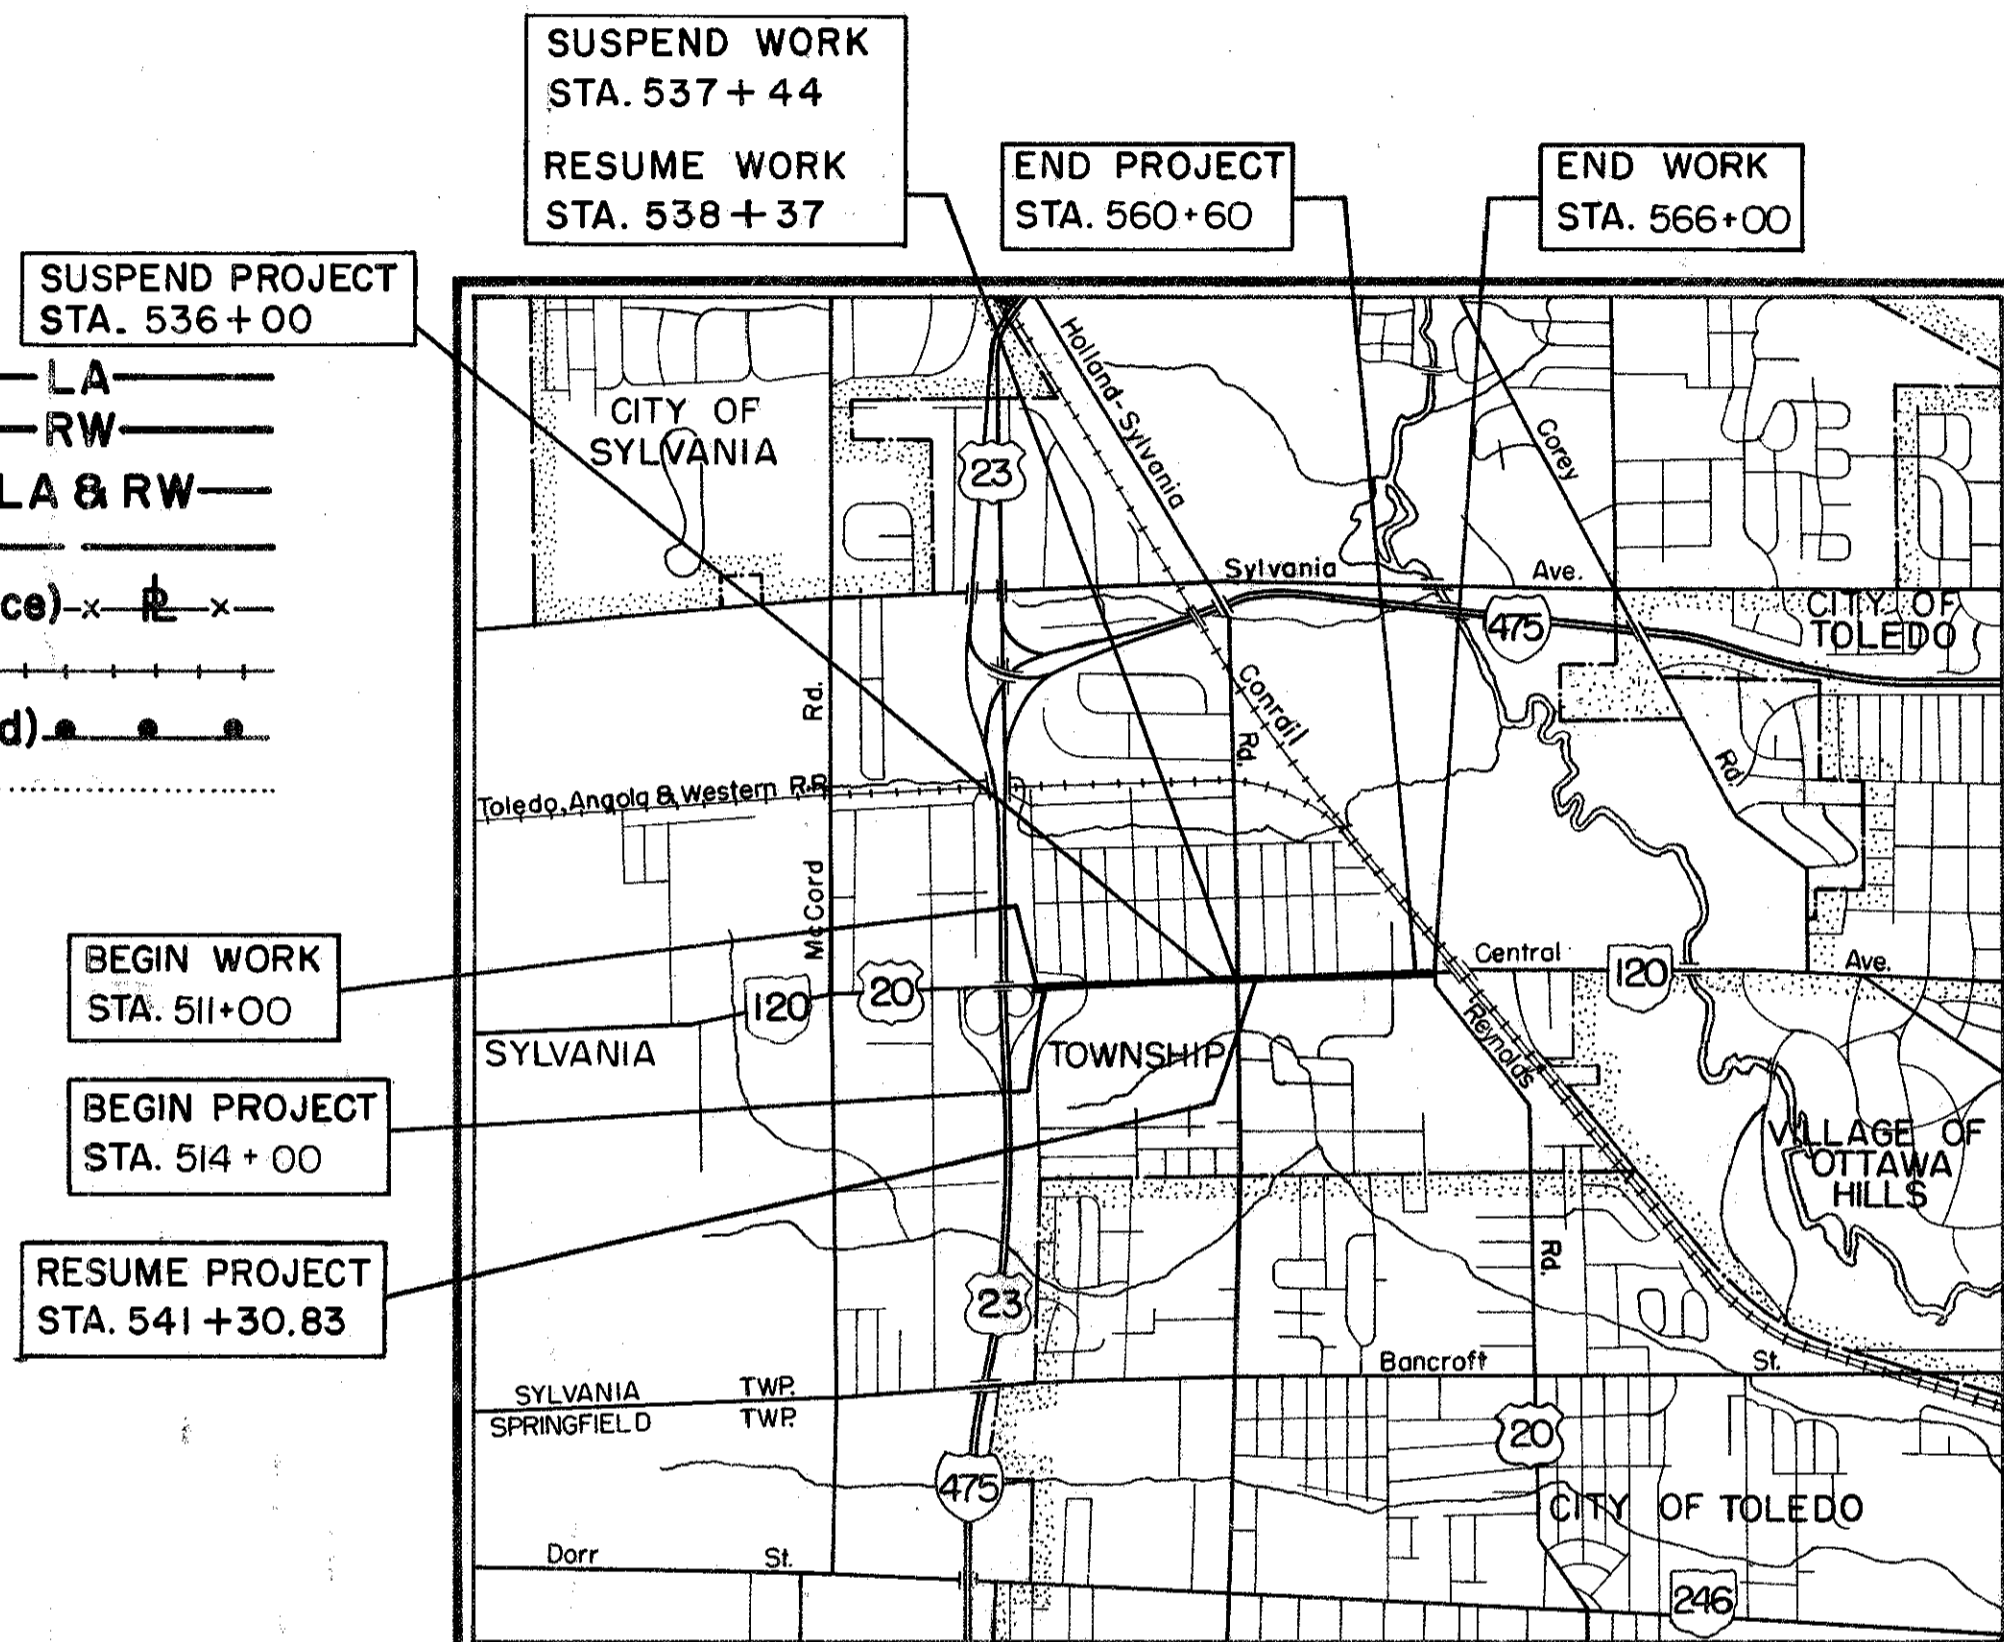 SUSPEND WORK
STA. 537+44
RESUME WORK
STA. 538+37
END PROJECT
STA. 560+60
END WORK
STA. 566+00
SUSPEND PROJECT
STA. 536+00
LA
RW
LA & RW
ce)
PL
d)
BEGIN WORK
STA. 511+00
BEGIN PROJECT
STA. 514+00
RESUME PROJECT
STA. 541+30.83
CITY OF
SYLVANIA
23
Holland-Sylvania
Rd.
Corey
Rd.
Sylvania Ave.
475
CITY OF
TOLEDO
Conrail
Toledo, Angola & Western R.R.
McCord
Rd.
120
20
Central Ave.
120
SYLVANIA TOWNSHIP
Reynolds
Rd.
VILLAGE OF
OTTAWA
HILLS
23
Bancroft St.
SYLVANIA TWP.
SPRINGFIELD TWP.
475
20
CITY OF TOLEDO
Dorr St.
246